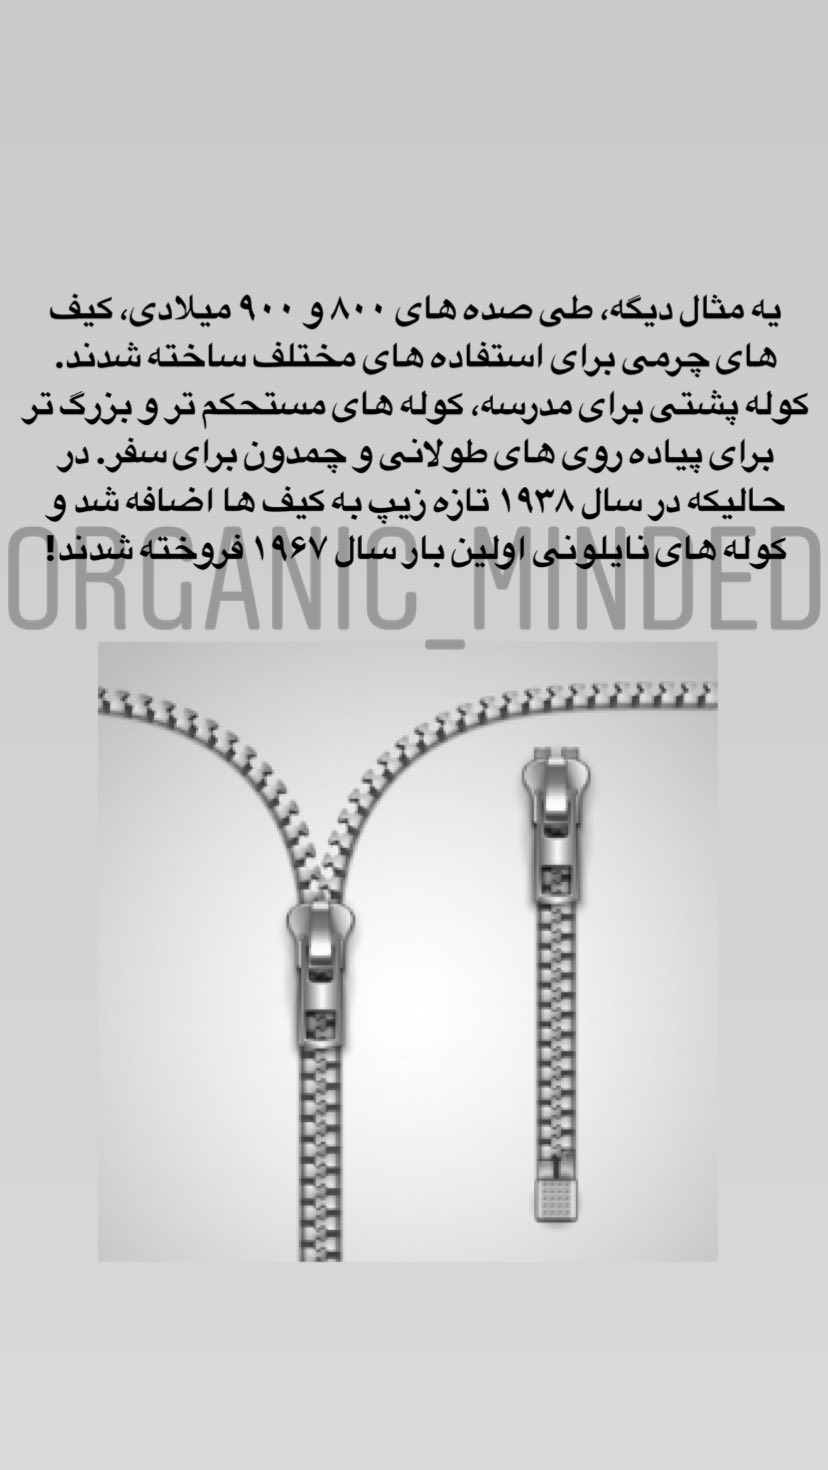 یه مثال دیگه، طی صده های ۸۰۰ و ۹۰۰ میلادی، کیف
های چرمی برای استفاده های مختلف ساخته شدند.
کوله پشتی برای مدرسه، کوله های مستحکم تر و بزرگ تر
برای پیاده روی های طولانی و چمدون برای سفر. در
حالیکه در سال ۱۹۳۸ تازه زیپ به کیف ها اضافه شد و
کوله های نایلونی اولین بار سال ۱۹۶۷ فروخته شدند!
ORGANIC_MINDED